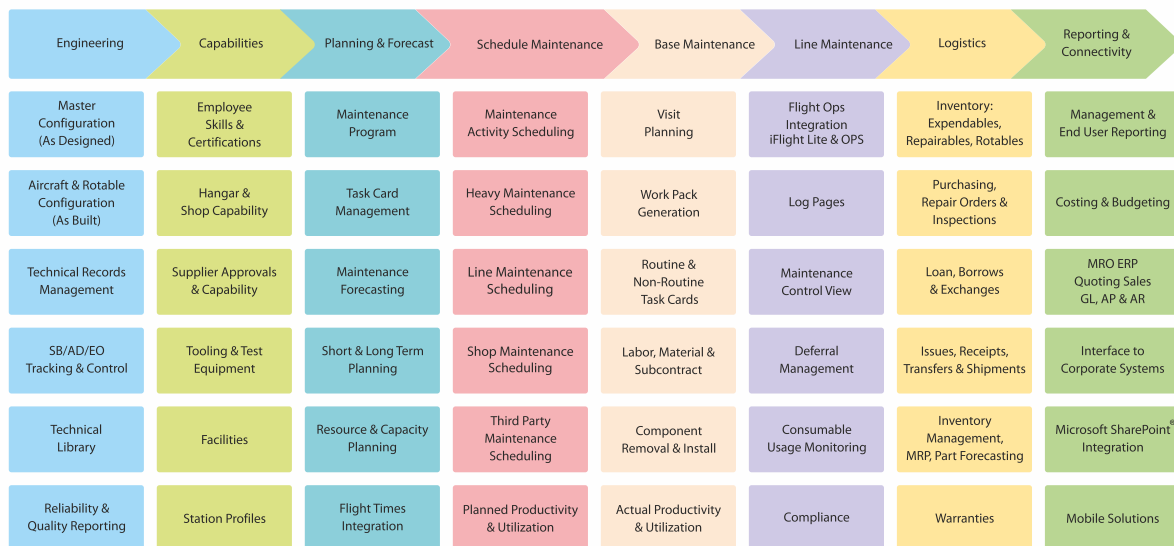 Engineering
Capabilities
Planning & Forecast
Schedule Maintenance
Base Maintenance
Line Maintenance
Logistics
Reporting &
Connectivity
Master
Configuration
(As Designed)
Employee
Skills &
Certifications
Maintenance
Program
Maintenance
Activity Scheduling
Visit
Planning
Flight Ops
Integration
iFlight Lite & OPS
Inventory:
Expendables,
Repairables, Rotables
Management &
End User Reporting
Aircraft & Rotable
Configuration
(As Built)
Hangar &
Shop Capability
Task Card
Management
Heavy Maintenance
Scheduling
Work Pack
Generation
Log Pages
Purchasing,
Repair Orders &
Inspections
Costing & Budgeting
Technical Records
Management
Supplier Approvals
& Capability
Maintenance
Forecasting
Line Maintenance
Scheduling
Routine &
Non-Routine
Task Cards
Maintenance
Control View
Loan, Borrows
& Exchanges
MRO ERP
Quoting Sales
GL, AP & AR
SB/AD/EO
Tracking & Control
Tooling & Test
Equipment
Short & Long Term
Planning
Shop Maintenance
Scheduling
Labor, Material &
Subcontract
Deferral
Management
Issues, Receipts,
Transfers & Shipments
Interface to
Corporate Systems
Technical
Library
Facilities
Resource & Capacity
Planning
Third Party
Maintenance
Scheduling
Component
Removal & Install
Consumable
Usage Monitoring
Inventory
Management,
MRP, Part Forecasting
Microsoft SharePoint®
Integration
Reliability &
Quality Reporting
Station Profiles
Flight Times
Integration
Planned Productivity
& Utilization
Actual Productivity
& Utilization
Compliance
Warranties
Mobile Solutions